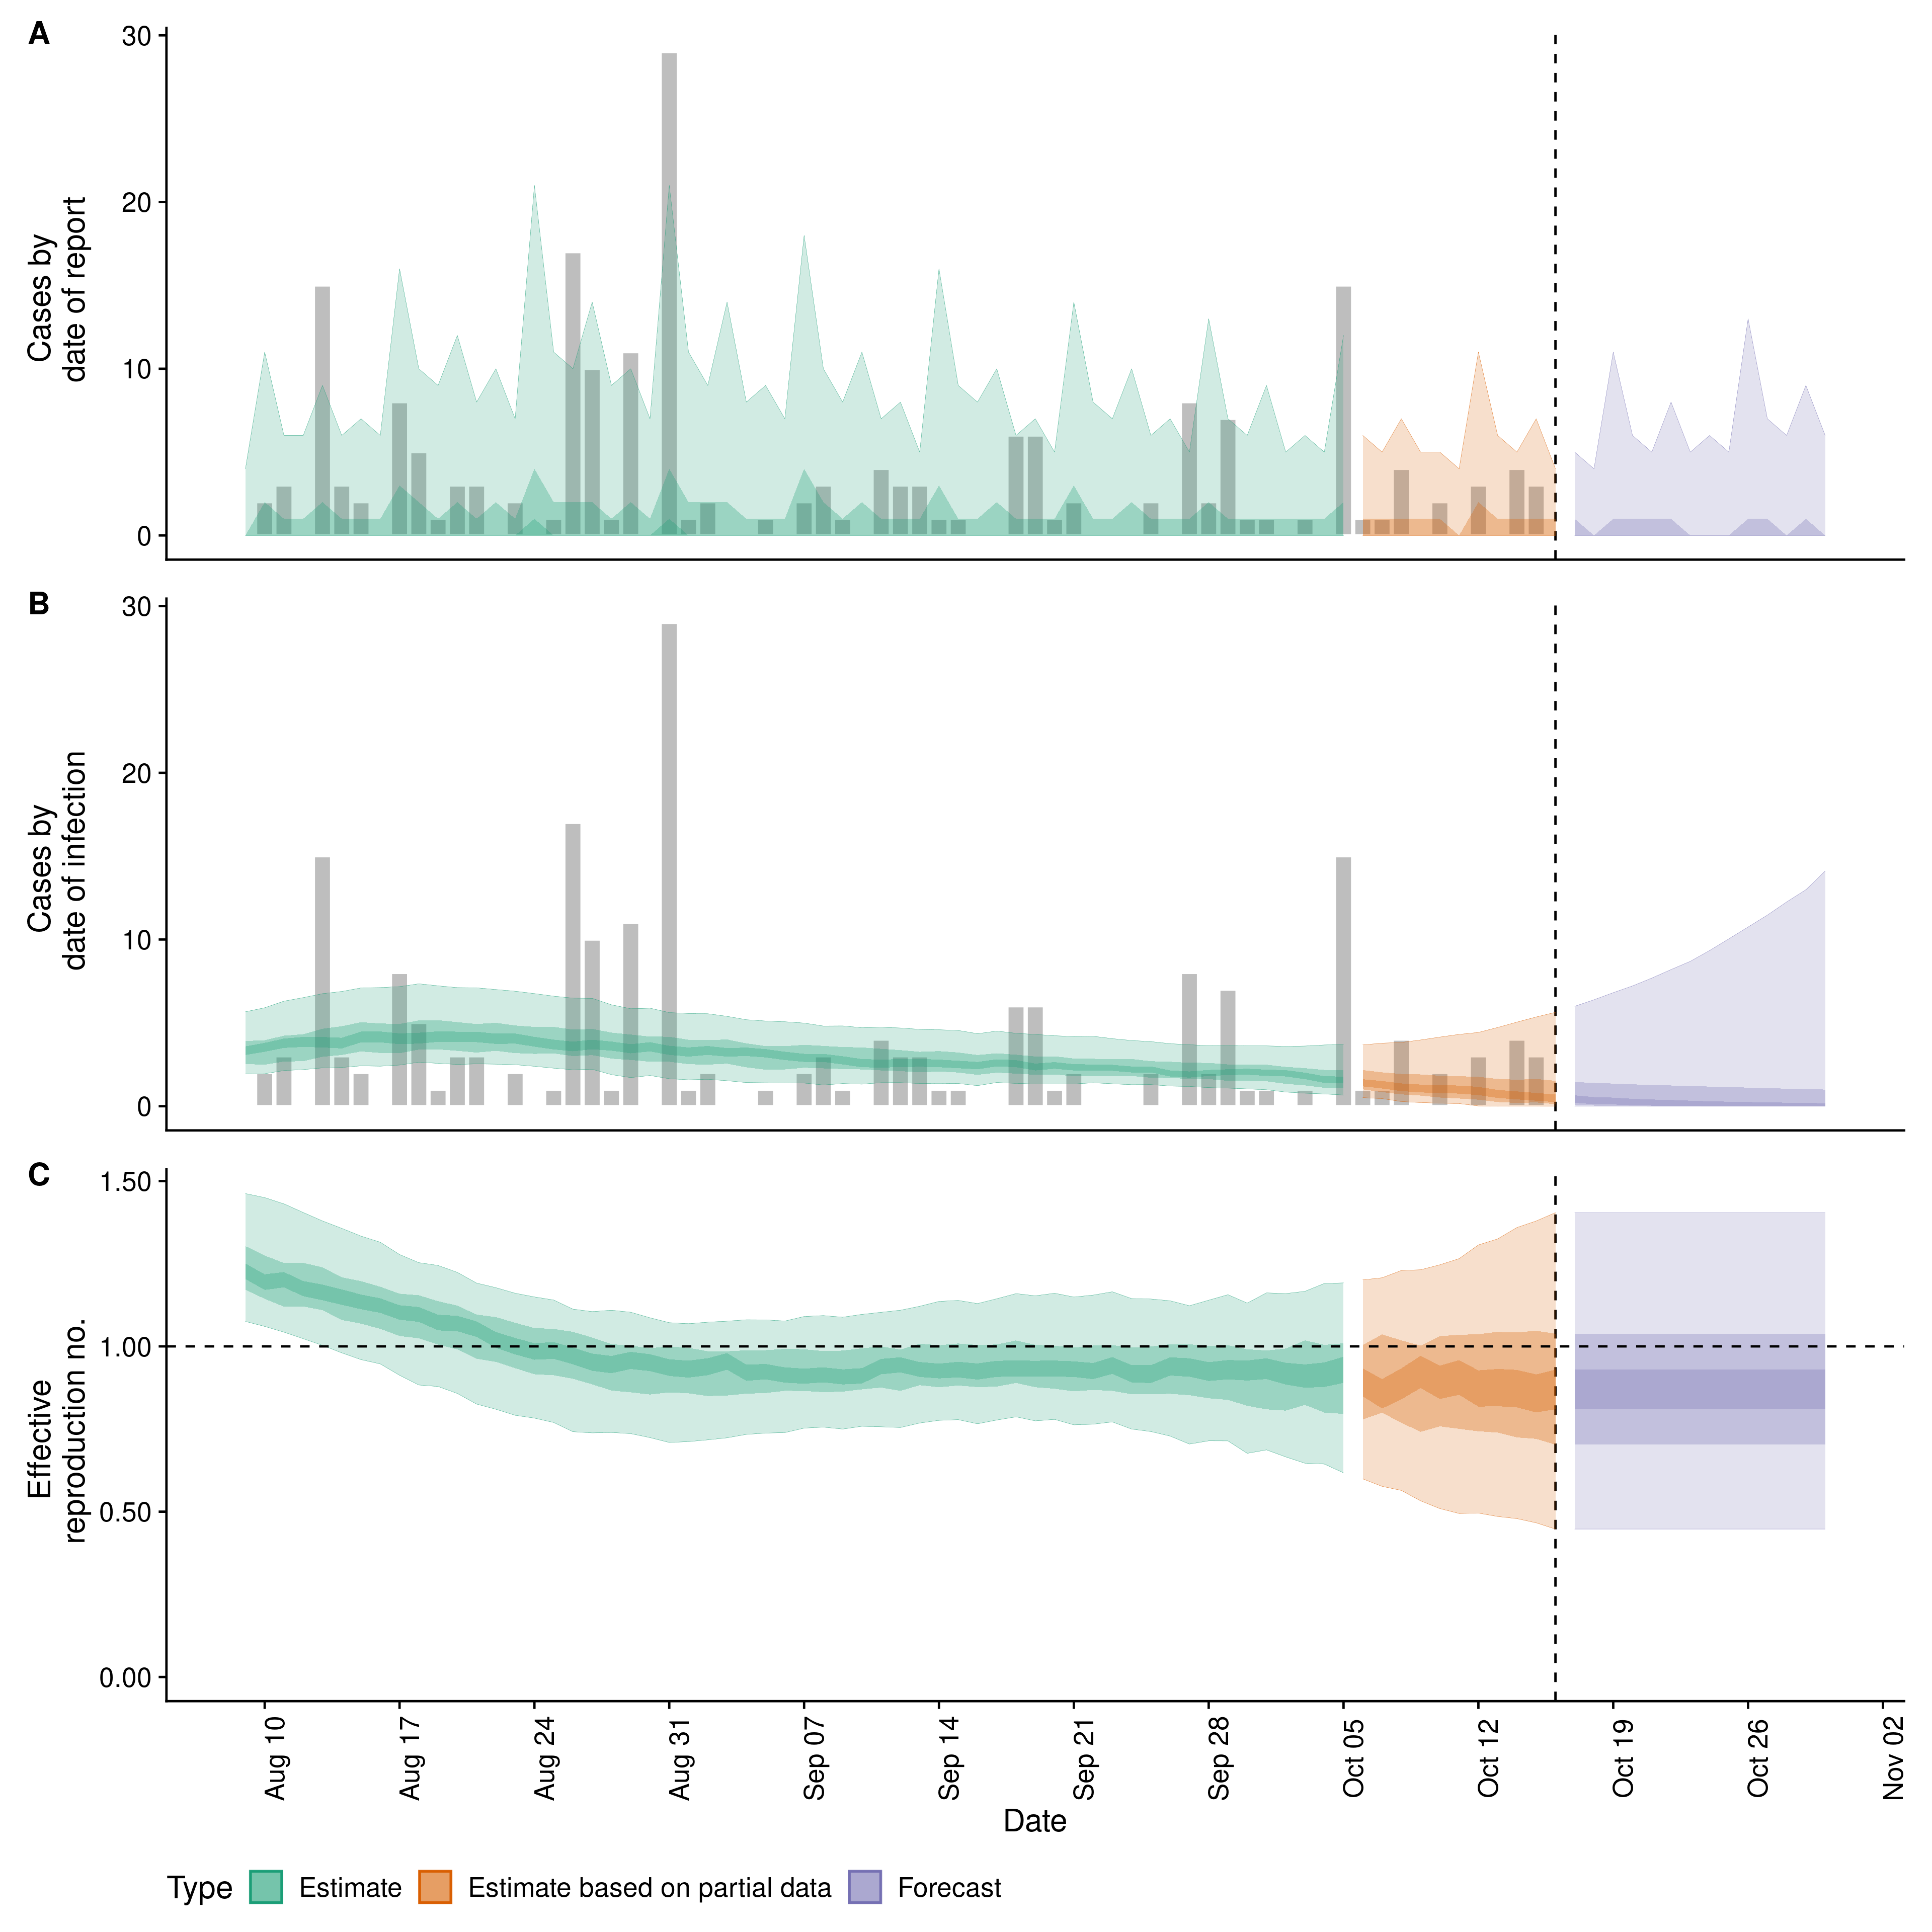 A
30
20
10
0
Cases by
date of report
B
30
20
10
0
Cases by
date of infection
C
1.50
1.00
0.50
0.00
Effective
reproduction no.
Aug 10
Aug 17
Aug 24
Aug 31
Sep 07
Sep 14
Sep 21
Sep 28
Oct 05
Oct 12
Oct 19
Oct 26
Nov 02
Date
Type Estimate Estimate based on partial data Forecast